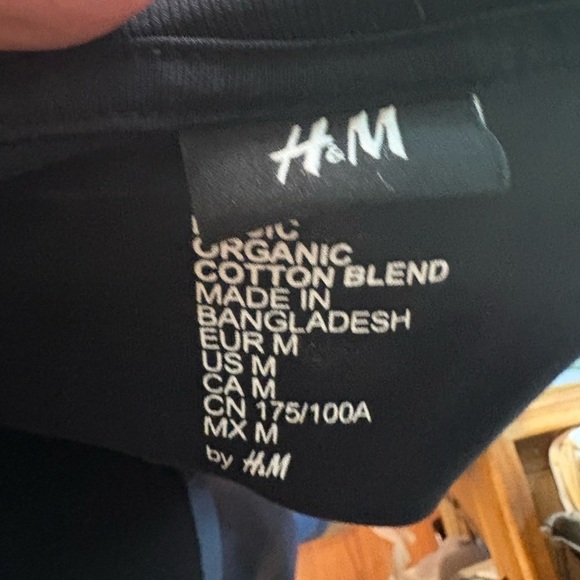 H&M
ORGANIC
COTTON BLEND
MADE IN
BANGLADESH
EUR M
US M
CA M
CN 175/100A
MX M
by H&M